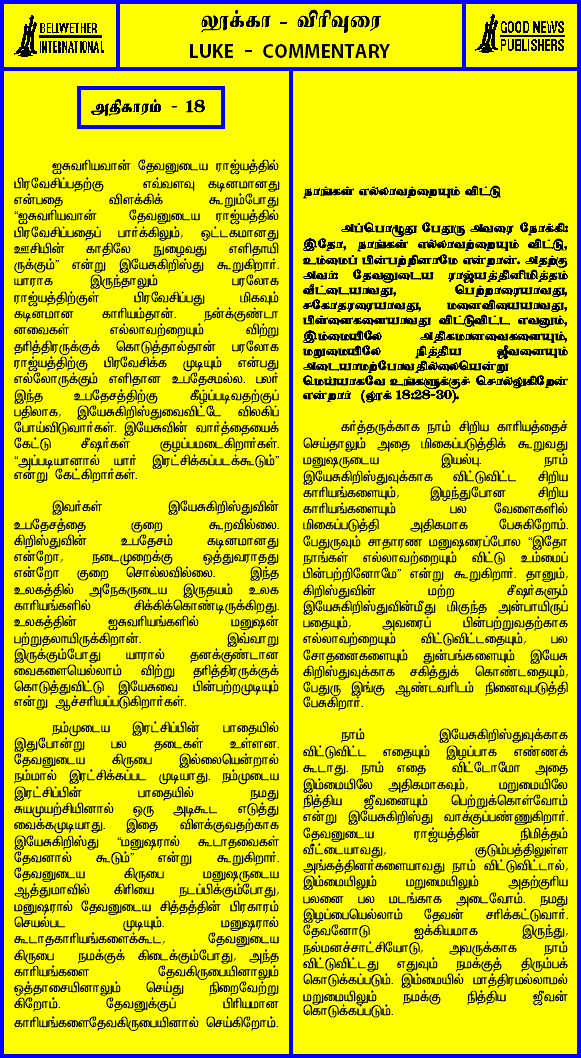 BELWETHER
INTERNATIONAL
லூக்கா - விரிவுரை
LUKE - COMMENTARY
GOOD NEWS
PUBLISHERS
அதிகாரம் - 18
ஐசுவரியவான் தேவனுடைய ராஜ்யத்தில்
பிரவேசிப்பதற்கு எவ்வளவு கடினமானது
என்பதை விளக்கிக் கூறும்போது
“ஐசுவரியவான் தேவனுடைய ராஜ்யத்தில்
பிரவேசிப்பதைப் பார்க்கிலும், ஒட்டகமானது
ஊசியின் காதிலே நுழைவது எளிதாயி
ருக்கும்” என்று இயேசுகிறிஸ்து கூறுகிறார்.
யாராக இருந்தாலும் பரலோக
ராஜ்யத்திற்குள் பிரவேசிப்பது மிகவும்
கடினமான காரியம்தான். நன்க்குண்டா
னவைகள் எல்லாவற்றையும் விற்று
தரித்திரருக்குக் கொடுத்தால்தான் பரலோக
ராஜ்யத்திற்கு பிரவேசிக்க முடியும் என்பது
எல்லோருக்கும் எளிதான உபதேசமல்ல. பலர்
இந்த உபதேசத்திற்கு கீழ்ப்படிவதற்குப்
பதிலாக, இயேசுகிறிஸ்துவைவிட்டே விலகிப்
போய்விடுவார்கள். இயேசுவின் வார்த்தையைக்
கேட்டு சீஷர்கள் குழப்பமடைகிறார்கள்.
“அப்படியானால் யார் இரட்சிக்கப்படக்கூடும்”
என்று கேட்கிறார்கள்.
இவர்கள் இயேசுகிறிஸ்துவின்
உபதேசத்தை குறை கூறவில்லை.
கிறிஸ்துவின் உபதேசம் கடினமானது
என்றோ, நடைமுறைக்கு ஒத்துவராதது
என்றோ குறை சொல்லவில்லை. இந்த
உலகத்தில் அநேகருடைய இருதயம் உலக
காரியங்களில் சிக்கிக்கொண்டிருக்கிறது.
உலகத்தின் ஐசுவரியங்களில் மனுஷன்
பற்றுதலாயிருக்கிறான். இவ்வாறு
இருக்கும்போது யாரால் தனக்குண்டான
வைகளையெல்லாம் விற்று தரித்திரருக்குக்
கொடுத்துவிட்டு இயேசுவை பின்பற்றமுடியும்
என்று ஆச்சரியப்படுகிறார்கள்.
நம்முடைய இரட்சிப்பின் பாதையில்
இதுபோன்று பல தடைகள் உள்ளன.
தேவனுடைய கிருபை இல்லையென்றால்
நம்மால் இரட்சிக்கப்பட முடியாது. நம்முடைய
இரட்சிப்பின் பாதையில் நமது
சுயமுயற்சியினால் ஒரு அடிகூட எடுத்து
வைக்கமுடியாது. இதை விளக்குவதற்காக
இயேசுகிறிஸ்து “மனுஷரால் கூடாதவைகள்
தேவனால் கூடும்” என்று கூறுகிறார்.
தேவனுடைய கிருபை மனுஷருடைய
ஆத்துமாவில் கிரியை நடப்பிக்கும்போது,
மனுஷரால் தேவனுடைய சித்தத்தின் பிரகாரம்
செயல்பட முடியும். மனுஷரால்
கூடாதகாரியங்களைக்கூட, தேவனுடைய
கிருபை நமக்குக் கிடைக்கும்போது, அந்த
காரியங்களை தேவகிருபையினாலும்
ஒத்தாசையினாலும் செய்து நிறைவேற்று
கிறோம். தேவனுக்குப் பிரியமான
காரியங்களைதேவகிருபையினால் செய்கிறோம்.
நாங்கள் எல்லாவற்றையும் விட்டு
அப்பொழுது பேதுரு அவரை நோக்கி:
இதோ, நாங்கள் எல்லாவற்றையும் விட்டு,
உம்மைப் பின்பற்றினோமே என்றான். அதற்கு
அவர்: தேவனுடைய ராஜ்யத்தினிமித்தம்
வீட்டையாவது, பெற்றாரையாவது,
சகோதரரையாவது, மனைவியையாவது,
பிள்ளைகளையாவது விட்டுவிட்ட எவனும்,
இம்மையிலே அதிகமானவைகளையும்,
மறுமையிலே நித்திய ஜீவனையும்
அடையாமற்போவதில்லையென்று
மெய்யாகவே உங்களுக்குச் சொல்லுகிறேன்
என்றார் (லூக் 18:28-30).
கர்த்தருக்காக நாம் சிறிய காரியத்தைச்
செய்தாலும் அதை மிகைப்படுத்திக் கூறுவது
மனுஷருடைய இயல்பு. நாம்
இயேசுகிறிஸ்துவுக்காக விட்டுவிட்ட சிறிய
காரியங்களையும், இழந்துபோன சிறிய
காரியங்களையும் பல வேளைகளில்
மிகைப்படுத்தி அதிகமாக பேசுகிறோம்.
பேதுருவும் சாதாரண மனுஷரைப்போல “இதோ
நாங்கள் எல்லாவற்றையும் விட்டு உம்மைப்
பின்பற்றினோமே” என்று கூறுகிறார். தானும்,
கிறிஸ்துவின் மற்ற சீஷர்களும்
இயேசுகிறிஸ்துவின்மீது மிகுந்த அன்பாயிருப்
பதையும், அவரைப் பின்பற்றுவதற்காக
எல்லாவற்றையும் விட்டுவிட்டதையும், பல
சோதனைகளையும் துன்பங்களையும் இயேசு
கிறிஸ்துவுக்காக சகித்துக் கொண்டதையும்,
பேதுரு இங்கு ஆண்டவரிடம் நினைவுபடுத்தி
பேசுகிறார்.
நாம் இயேசுகிறிஸ்துவுக்காக
விட்டுவிட்ட எதையும் இழப்பாக எண்ணக்
கூடாது. நாம் எதை விட்டோமோ அதை
இம்மையிலே அதிகமாகவும், மறுமையிலே
நித்திய ஜீவனையும் பெற்றுக்கொள்வோம்
என்று இயேசுகிறிஸ்து வாக்குப்பண்ணுகிறார்.
தேவனுடைய ராஜ்யத்தின் நிமித்தம்
வீட்டையாவது, குடும்பத்திலுள்ள
அங்கத்தினர்களையாவது நாம் விட்டுவிட்டால்,
இம்மையிலும் மறுமையிலும் அதற்குரிய
பலனை பல மடங்காக அடைவோம். நமது
இழப்பையெல்லாம் தேவன் சரிக்கட்டுவார்.
தேவனோடு ஐக்கியமாக இருந்து,
நல்மனச்சாட்சியோடு, அவருக்காக நாம்
விட்டுவிட்டது எதுவும் நமக்குத் திரும்பக்
கொடுக்கப்படும். இம்மையில் மாத்திரமல்லாமல்
மறுமையிலும் நமக்கு நித்திய ஜீவன்
கொடுக்கப்படும்.